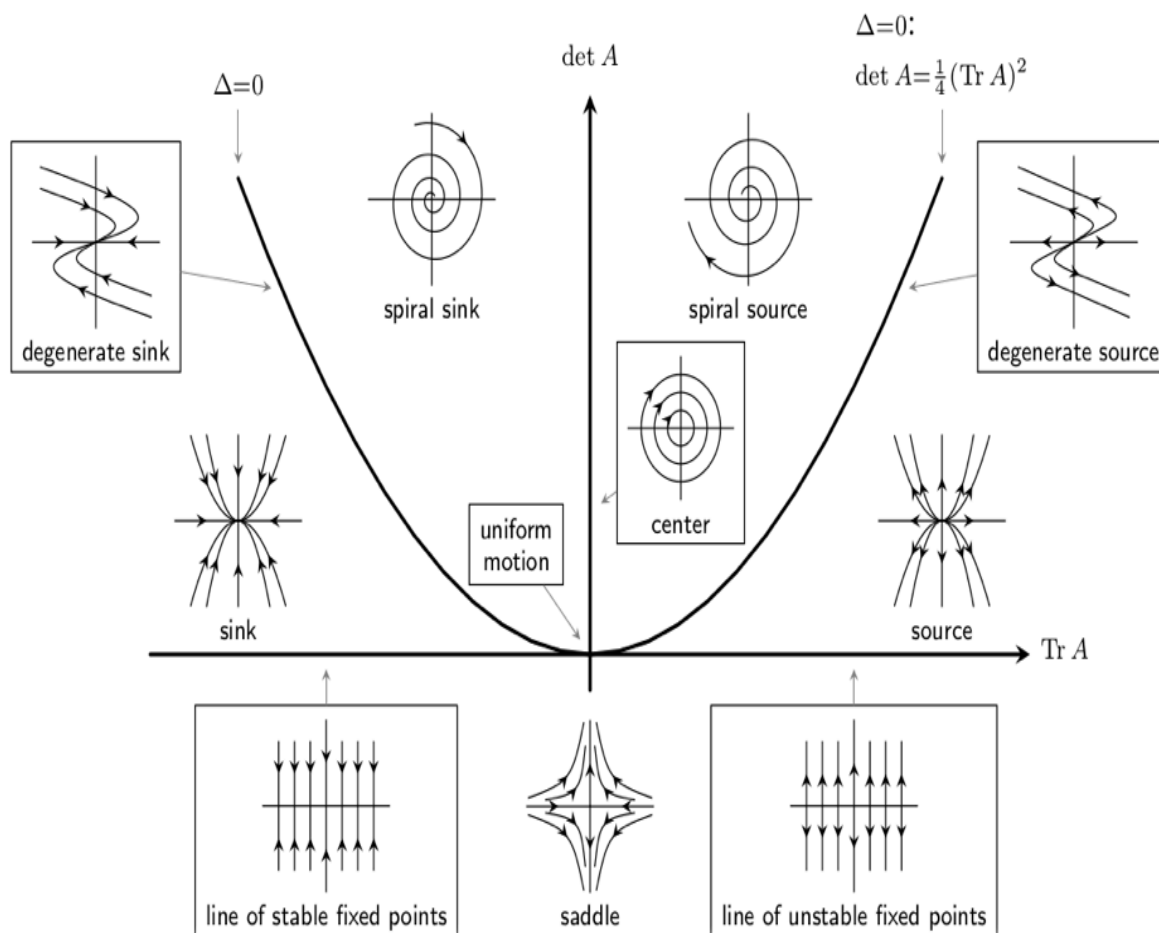 Δ=0:
det A
Δ=0
det A=¼(Tr A)²
spiral sink
spiral source
degenerate sink
degenerate source
center
uniform
motion
sink
source
Tr A
line of stable fixed points
saddle
line of unstable fixed points